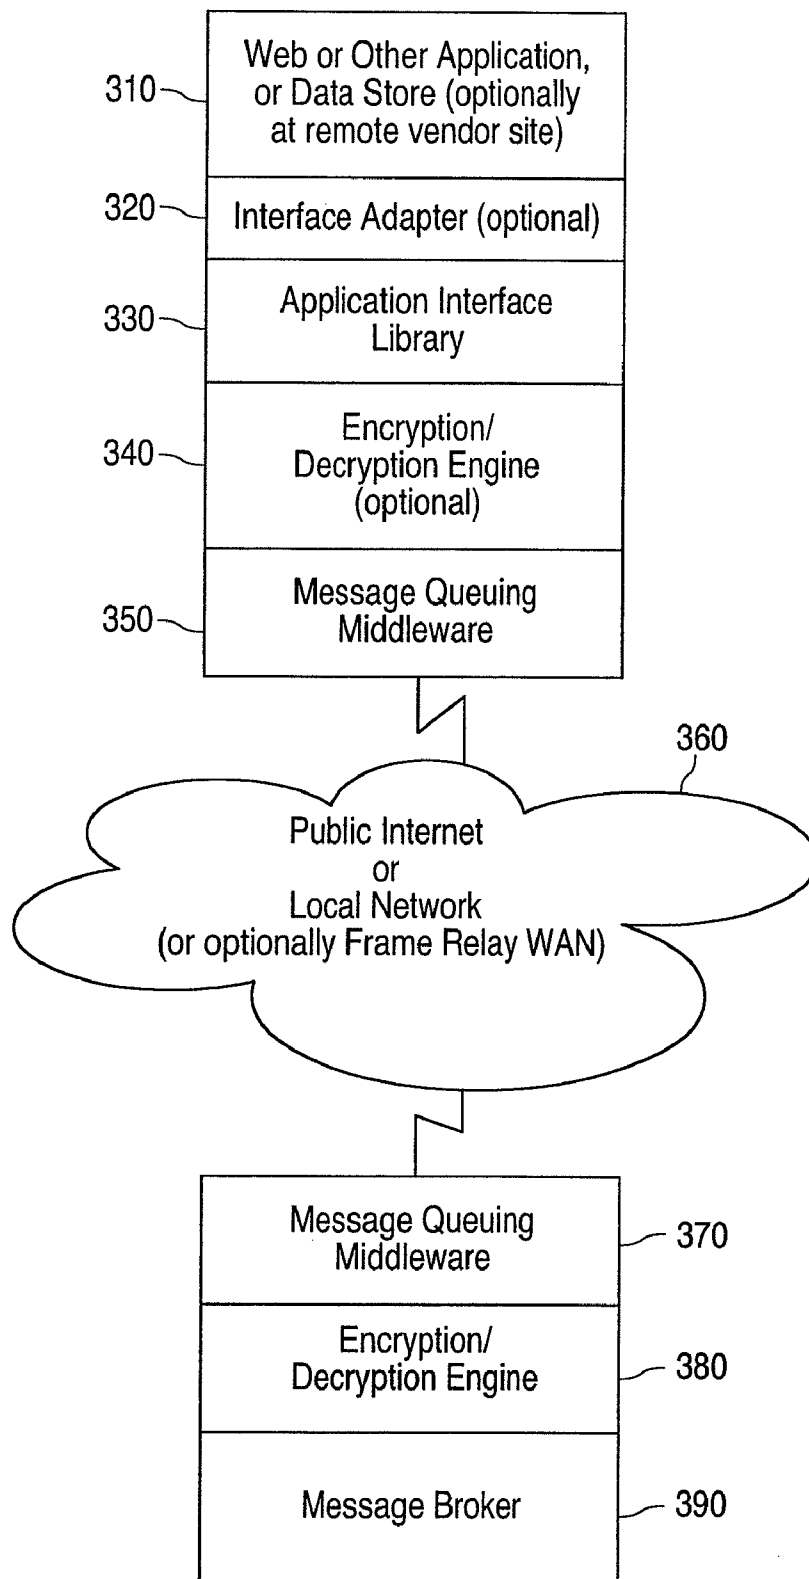 310
Web or Other Application,
or Data Store (optionally
at remote vendor site)
320
Interface Adapter (optional)
330
Application Interface
Library
340
Encryption/
Decryption Engine
(optional)
350
Message Queuing
Middleware
360
Public Internet
or
Local Network
(or optionally Frame Relay WAN)
Message Queuing
Middleware
370
Encryption/
Decryption Engine
380
Message Broker
390